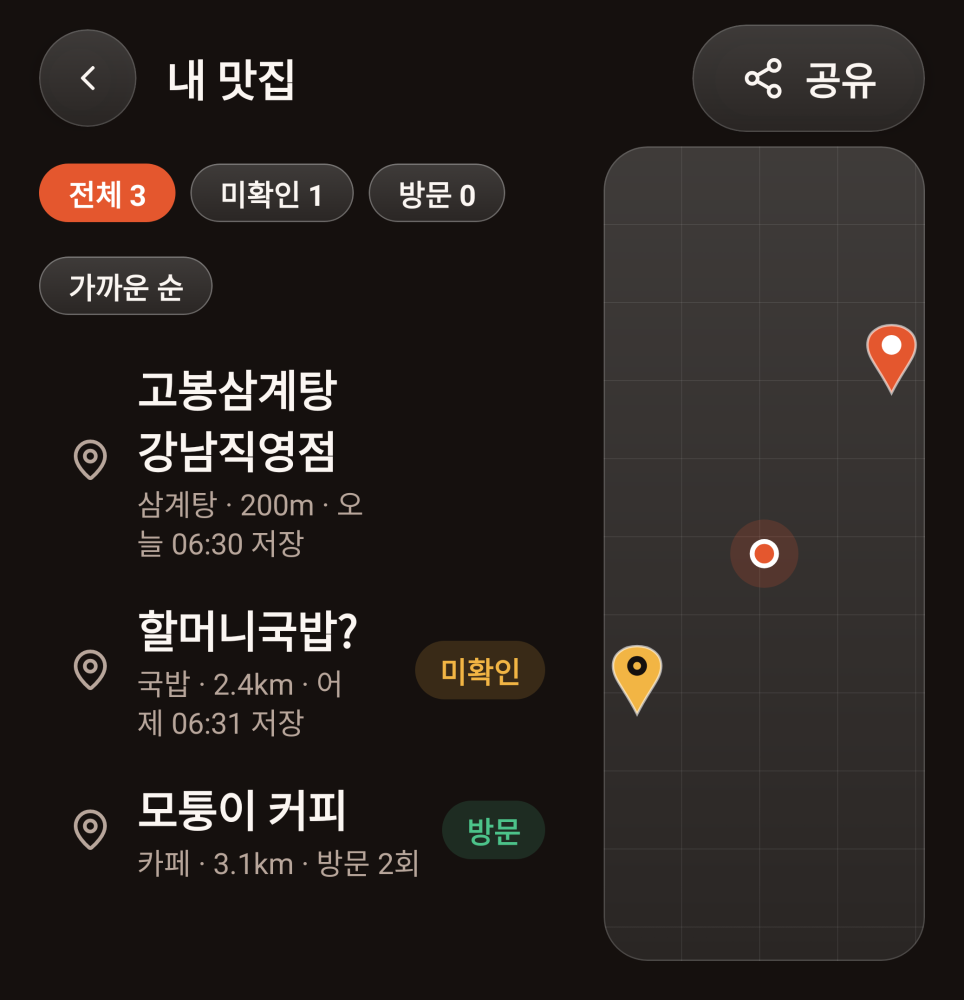 내 맛집
공유
전체 3
미확인 1
방문 0
가까운 순
고봉삼계탕
강남직영점
삼계탕 · 200m · 오
늘 06:30 저장
할머니국밥?
국밥 · 2.4km · 어
제 06:31 저장
미확인
모퉁이 커피
카페 · 3.1km · 방문 2회
방문